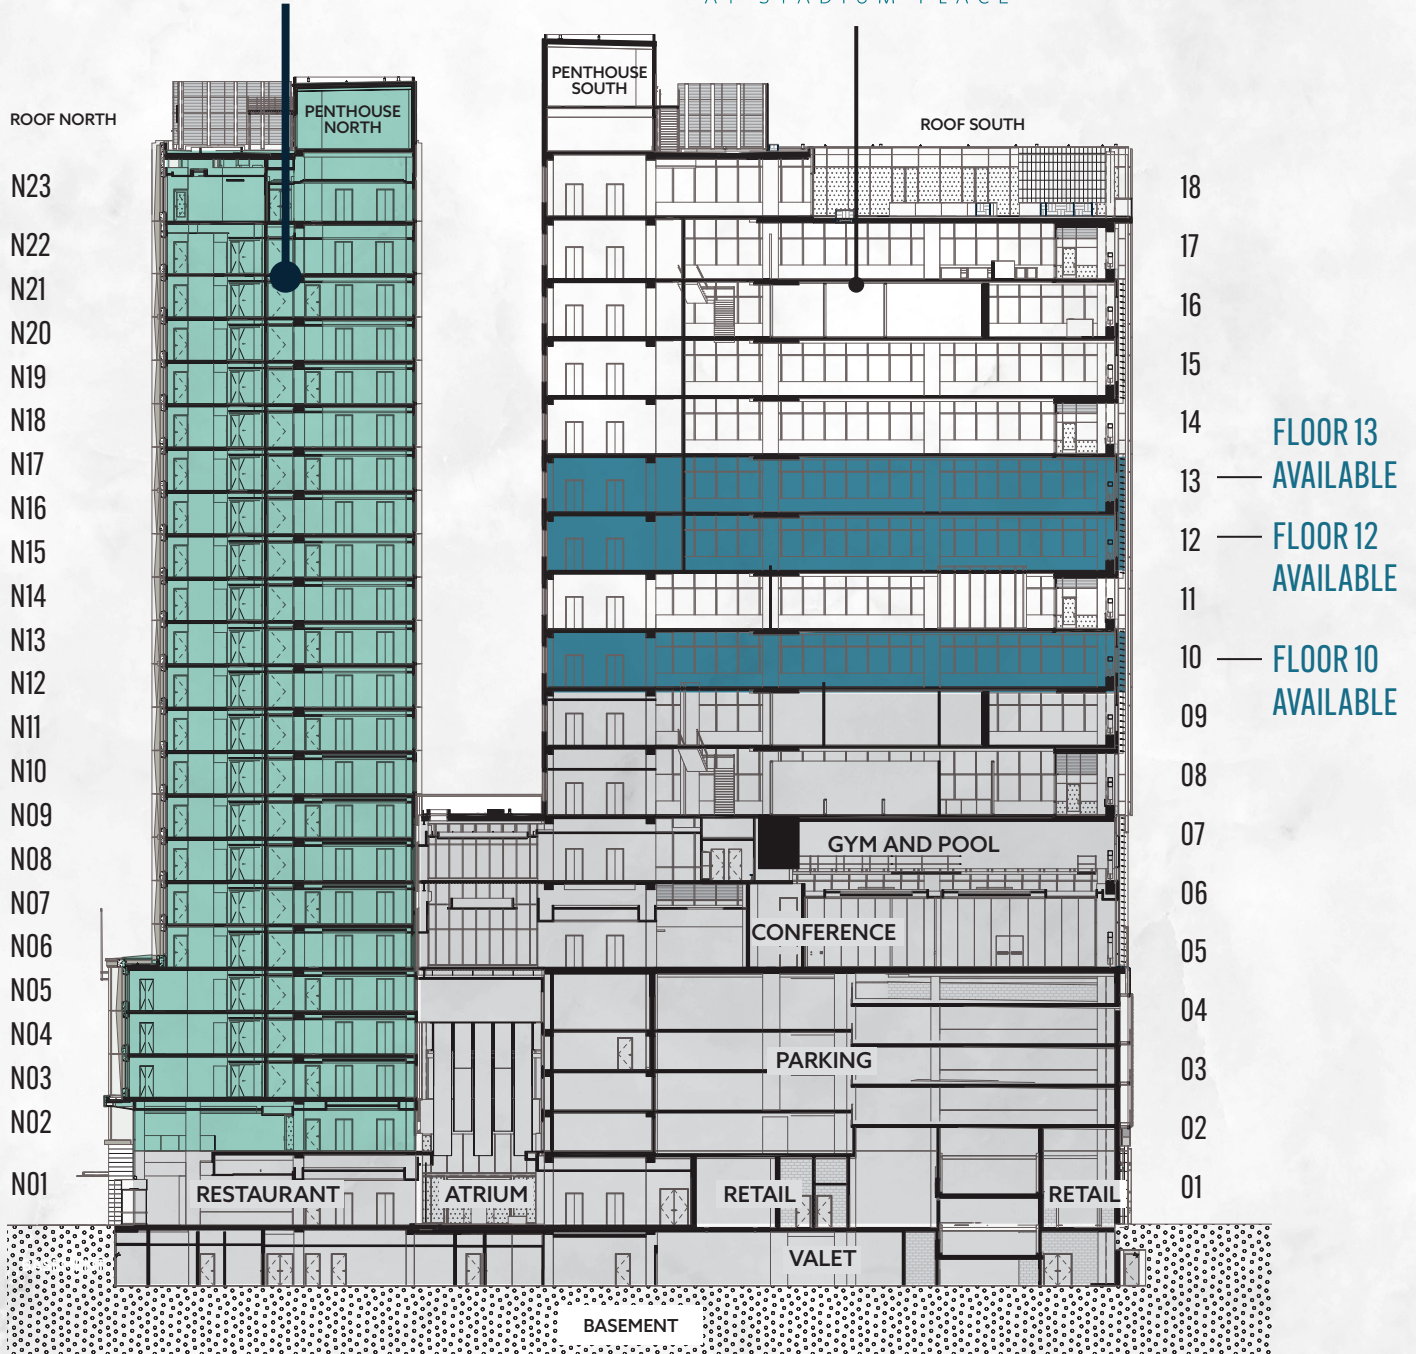 AT STADIUM PLACE
PENTHOUSE
SOUTH
PENTHOUSE
NORTH
ROOF NORTH
ROOF SOUTH
N23
N22
N21
N20
N19
N18
N17
N16
N15
N14
N13
N12
N11
N10
N09
N08
N07
N06
N05
N04
N03
N02
N01
18
17
16
15
14
13
12
11
10
09
08
07
06
05
04
03
02
01
FLOOR 13
AVAILABLE
FLOOR 12
AVAILABLE
FLOOR 10
AVAILABLE
GYM AND POOL
CONFERENCE
PARKING
RESTAURANT
ATRIUM
RETAIL
RETAIL
VALET
BASEMENT